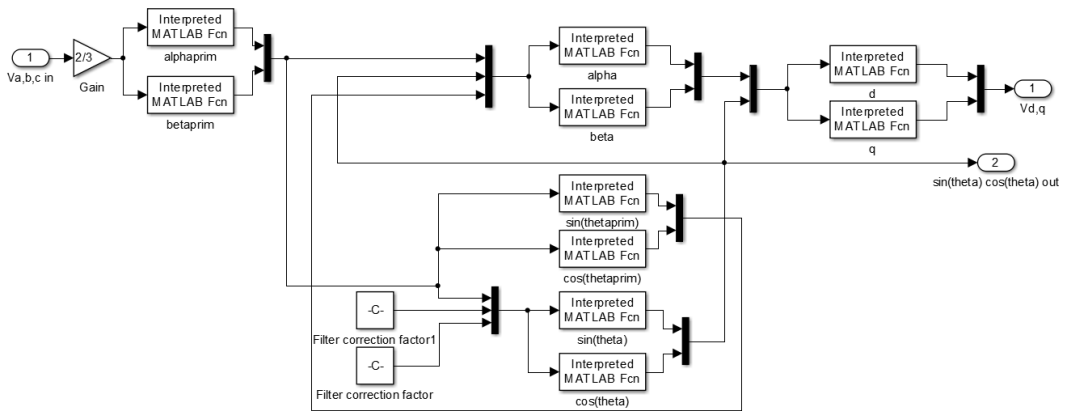 1
Va,b,c in
2/3
Gain
Interpreted
MATLAB Fcn
alphaprim
Interpreted
MATLAB Fcn
betaprim
Interpreted
MATLAB Fcn
alpha
Interpreted
MATLAB Fcn
beta
Interpreted
MATLAB Fcn
d
Interpreted
MATLAB Fcn
q
1
Vd,q
2
sin(theta) cos(theta) out
Interpreted
MATLAB Fcn
sin(thetaprim)
Interpreted
MATLAB Fcn
cos(thetaprim)
-C-
Filter correction factor1
-C-
Filter correction factor
Interpreted
MATLAB Fcn
sin(theta)
Interpreted
MATLAB Fcn
cos(theta)